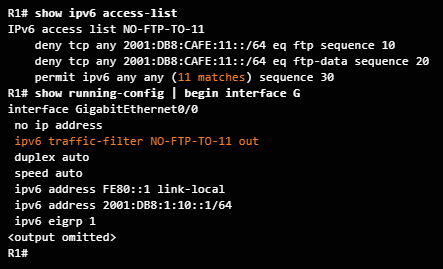 R1# show ipv6 access-list
IPv6 access list NO-FTP-TO-11
deny tcp any 2001:DB8:CAFE:11::/64 eq ftp sequence 10
deny tcp any 2001:DB8:CAFE:11::/64 eq ftp-data sequence 20
permit ipv6 any any (11 matches) sequence 30
R1# show running-config | begin interface G
interface GigabitEthernet0/0
no ip address
ipv6 traffic-filter NO-FTP-TO-11 out
duplex auto
speed auto
ipv6 address FE80::1 link-local
ipv6 address 2001:DB8:1:10::1/64
ipv6 eigrp 1
<output omitted>
R1#